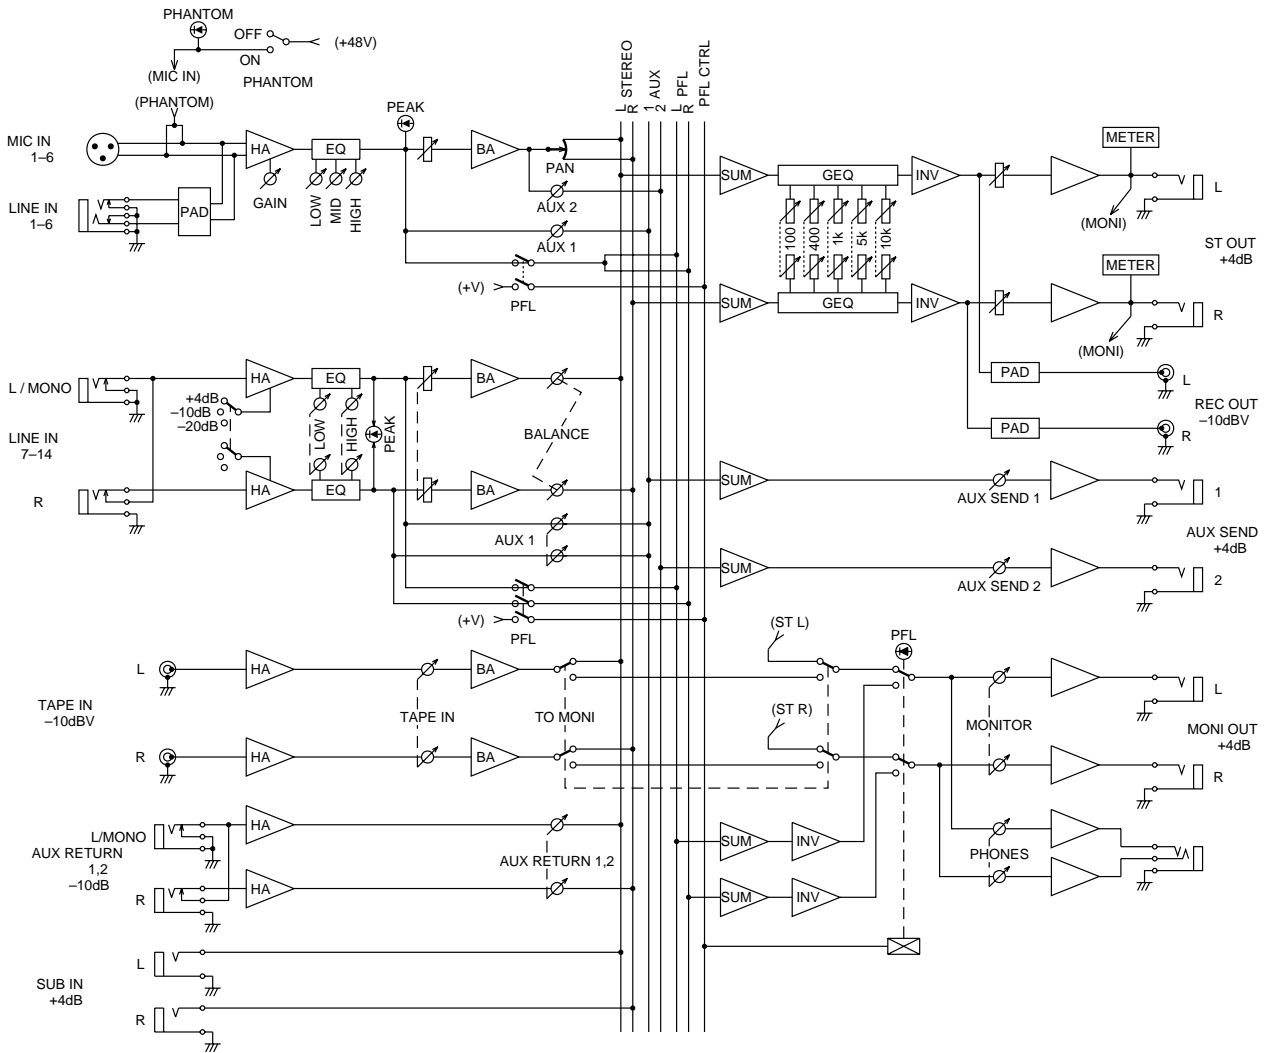 PHANTOM
OFF
(+48V)
ON
(MIC IN)
PHANTOM
(PHANTOM)
L STEREO
R
1 AUX
2
L PFL
R
PFL CTRL
MIC IN
1–6
HA
EQ
PEAK
BA
PAN
GAIN
LOW
MID
HIGH
AUX 2
AUX 1
LINE IN
1–6
PAD
(+V)
PFL
SUM
GEQ
INV
METER
L
(MONI)
100
400
1k
5k
10k
ST OUT
+4dB
METER
SUM
GEQ
INV
R
(MONI)
PAD
L
REC OUT
–10dBV
PAD
R
L / MONO
HA
EQ
BA
+4dB
–10dB
–20dB
LOW
HIGH
PEAK
BALANCE
LINE IN
7–14
R
HA
EQ
BA
AUX 1
(+V)
PFL
SUM
AUX SEND 1
1
AUX SEND
+4dB
SUM
AUX SEND 2
2
L
HA
BA
TAPE IN
–10dBV
TAPE IN
TO MONI
R
HA
BA
(ST L)
PFL
L
(ST R)
MONITOR
MONI OUT
+4dB
R
PHONES
L/MONO
HA
AUX RETURN
1,2
–10dB
AUX RETURN 1,2
R
HA
SUM
INV
SUM
INV
L
SUB IN
+4dB
R